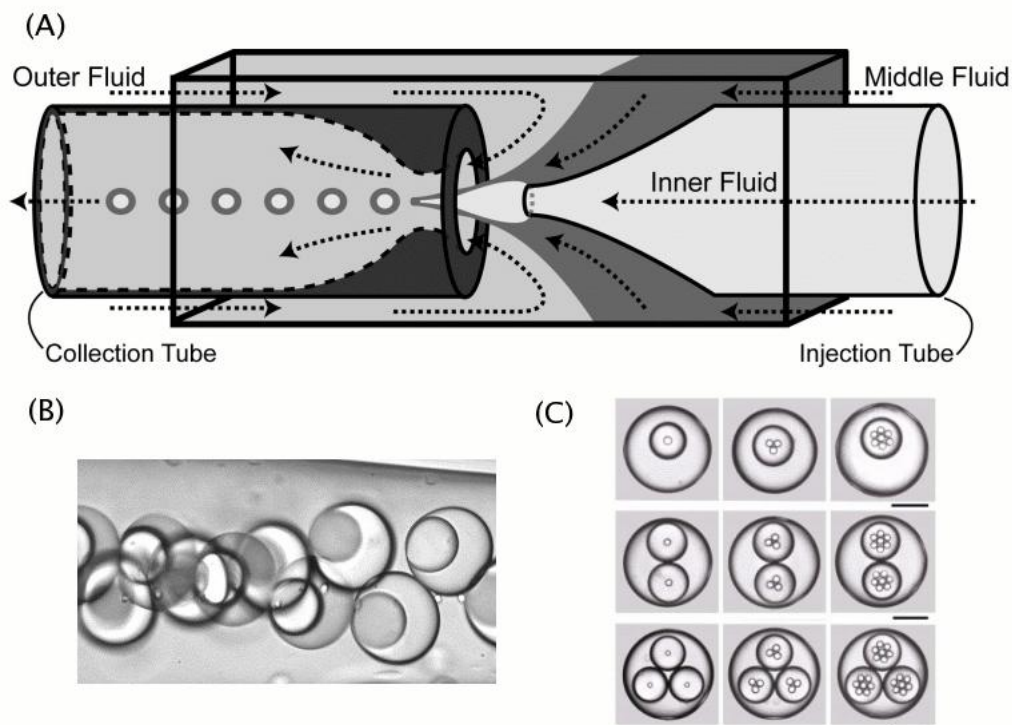 (A)
Outer Fluid
Middle Fluid
Inner Fluid
Collection Tube
Injection Tube
(B)
(C)